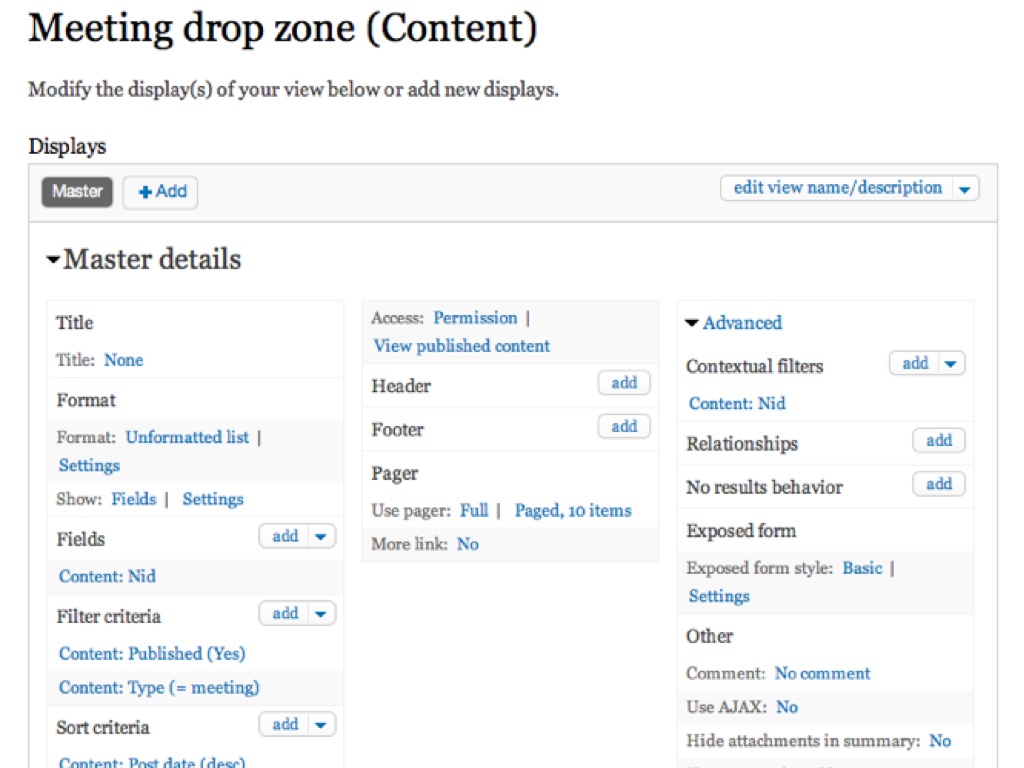 Meeting drop zone (Content)
Modify the display(s) of your view below or add new displays.
Displays
Master
Add
edit view name/description
Master details
Title
Title: None
Format
Format: Unformatted list |
Settings
Show: Fields | Settings
Fields
add
Content: Nid
Filter criteria
add
Content: Published (Yes)
Content: Type (= meeting)
Sort criteria
add
Content: Post date (desc)
Access: Permission |
View published content
Header
add
Footer
add
Pager
Use pager: Full | Paged, 10 items
More link: No
Advanced
Contextual filters
add
Content: Nid
Relationships
add
No results behavior
add
Exposed form
Exposed form style: Basic |
Settings
Other
Comment: No comment
Use AJAX: No
Hide attachments in summary: No